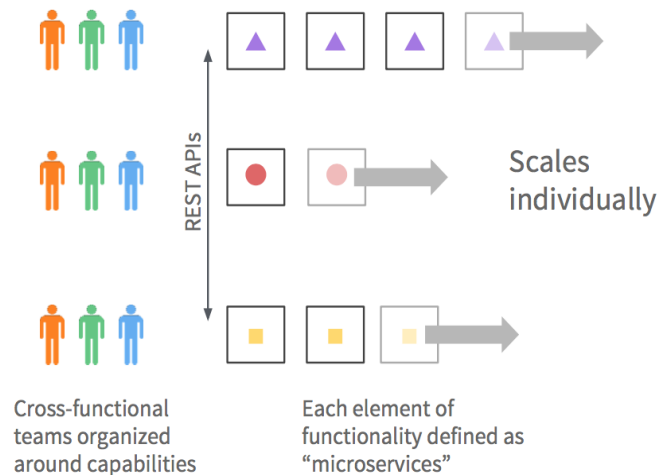 REST APIs
Scales
individually
Cross-functional
teams organized
around capabilities
Each element of
functionality defined as
“microservices”